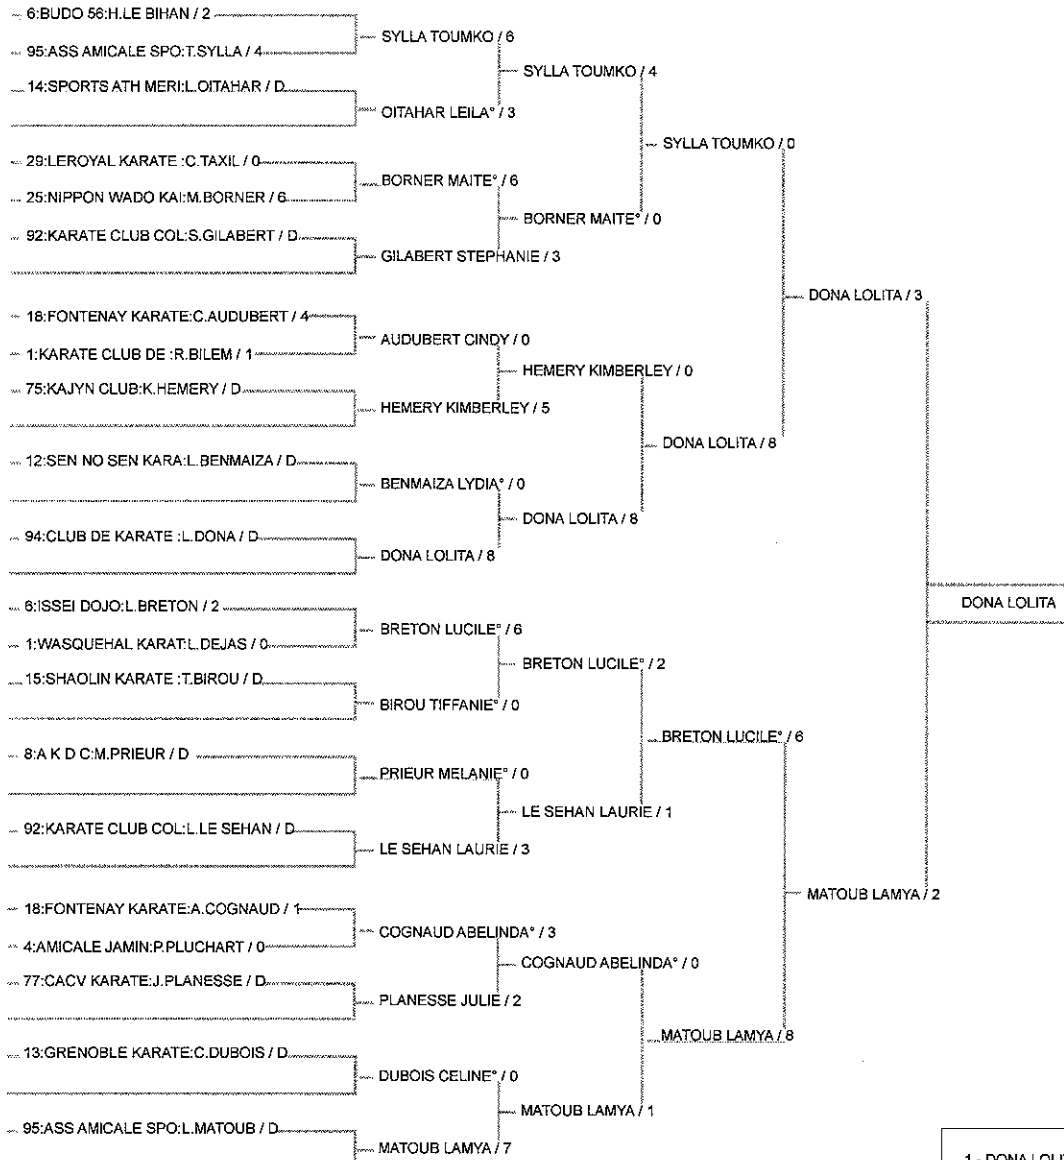 6:BUDO 56:H.LE BIHAN / 2
95:ASS AMICALE SPO:T.SYLLA / 4
14:SPORTS ATH MERI:L.OITAHAR / D
29:LEROYAL KARATE :C.TAXIL / 0
25:NIPPON WADO KAI:M.BORNER / 6
92:KARATE CLUB COL:S.GILABERT / D
18:FONTENAY KARATE:C.AUDUBERT / 4
1:KARATE CLUB DE :R.BILEM / 1
75:KAJYN CLUB:K.HEMERY / D
12:SEN NO SEN KARA:L.BENMAIZA / D
94:CLUB DE KARATE :L.DONA / D
6:ISSEI DOJO:L.BRETON / 2
1:WASQUEHAL KARAT:L.DEJAS / 0
15:SHAOLIN KARATE :T.BIROU / D
8:A K D C:M.PRIEUR / D
92:KARATE CLUB COL:L.LE SEHAN / D
18:FONTENAY KARATE:A.COGNAUD / 1
4:AMICALE JAMIN:P.PLUCHART / 0
77:CACV KARATE:J.PLANESSE / D
13:GRENOBLE KARATE:C.DUBOIS / D
95:ASS AMICALE SPO:L.MATOUB / D
SYLLA TOUMKO / 6
OITAHAR LEILA° / 3
BORNER MAITE° / 6
GILABERT STEPHANIE / 3
AUDUBERT CINDY / 0
HEMERY KIMBERLEY / 5
BENMAIZA LYDIA° / 0
DONA LOLITA / 8
BRETON LUCILE° / 6
BIROU TIFFANIE° / 0
PRIEUR MELANIE° / 0
LE SEHAN LAURIE / 3
COGNAUD ABELINDA° / 3
PLANESSE JULIE / 2
DUBOIS CELINE° / 0
MATOUB LAMYA / 7
SYLLA TOUMKO / 4
BORNER MAITE° / 0
HEMERY KIMBERLEY / 0
DONA LOLITA / 8
BRETON LUCILE° / 2
LE SEHAN LAURIE / 1
COGNAUD ABELINDA° / 0
MATOUB LAMYA / 1
SYLLA TOUMKO / 0
DONA LOLITA / 8
BRETON LUCILE° / 6
MATOUB LAMYA / 8
DONA LOLITA / 3
MATOUB LAMYA / 2
DONA LOLITA
1 - DONA